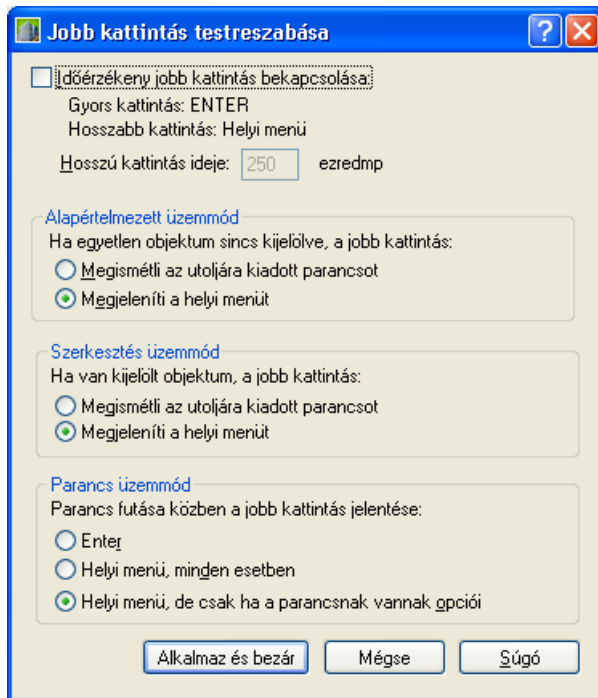 Jobb kattintás testreszabása
Időérzékeny jobb kattintás bekapcsolása:
Gyors kattintás: ENTER
Hosszabb kattintás: Helyi menü
Hosszú kattintás ideje: 250 ezredmp
Alapértelmezett üzemmód
Ha egyetlen objektum sincs kijelölve, a jobb kattintás:
Megismétli az utoljára kiadott parancsot
Megjeleníti a helyi menüt
Szerkesztés üzemmód
Ha van kijelölt objektum, a jobb kattintás:
Megismétli az utoljára kiadott parancsot
Megjeleníti a helyi menüt
Parancs üzemmód
Parancs futása közben a jobb kattintás jelentése:
Enter
Helyi menü, minden esetben
Helyi menü, de csak ha a parancsnak vannak opciói
Alkalmaz és bezár Mégse Súgó